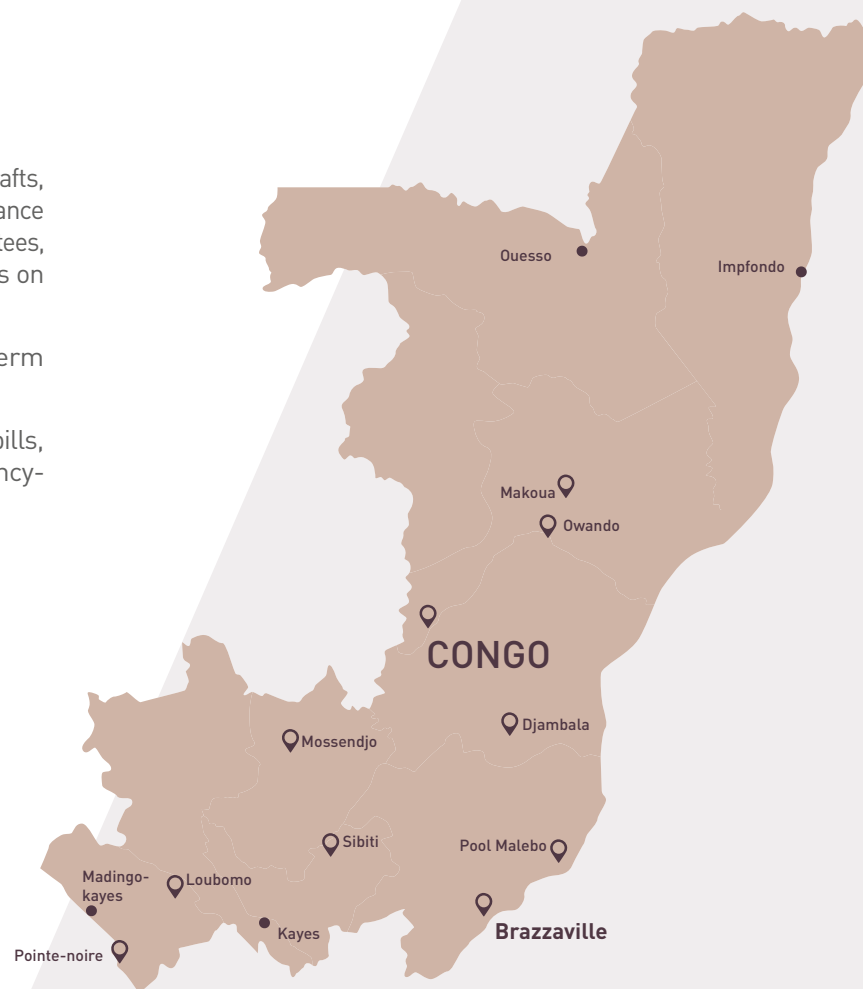 afts,
ance
tees,
s on
erm
bills,
ncy-
Ouesso
Impfondo
Makoua
Owando
CONGO
Djambala
Mossendjo
Sibiti
Pool Malebo
Madingo-
kayes
Loubomo
Kayes
Brazzaville
Pointe-noire